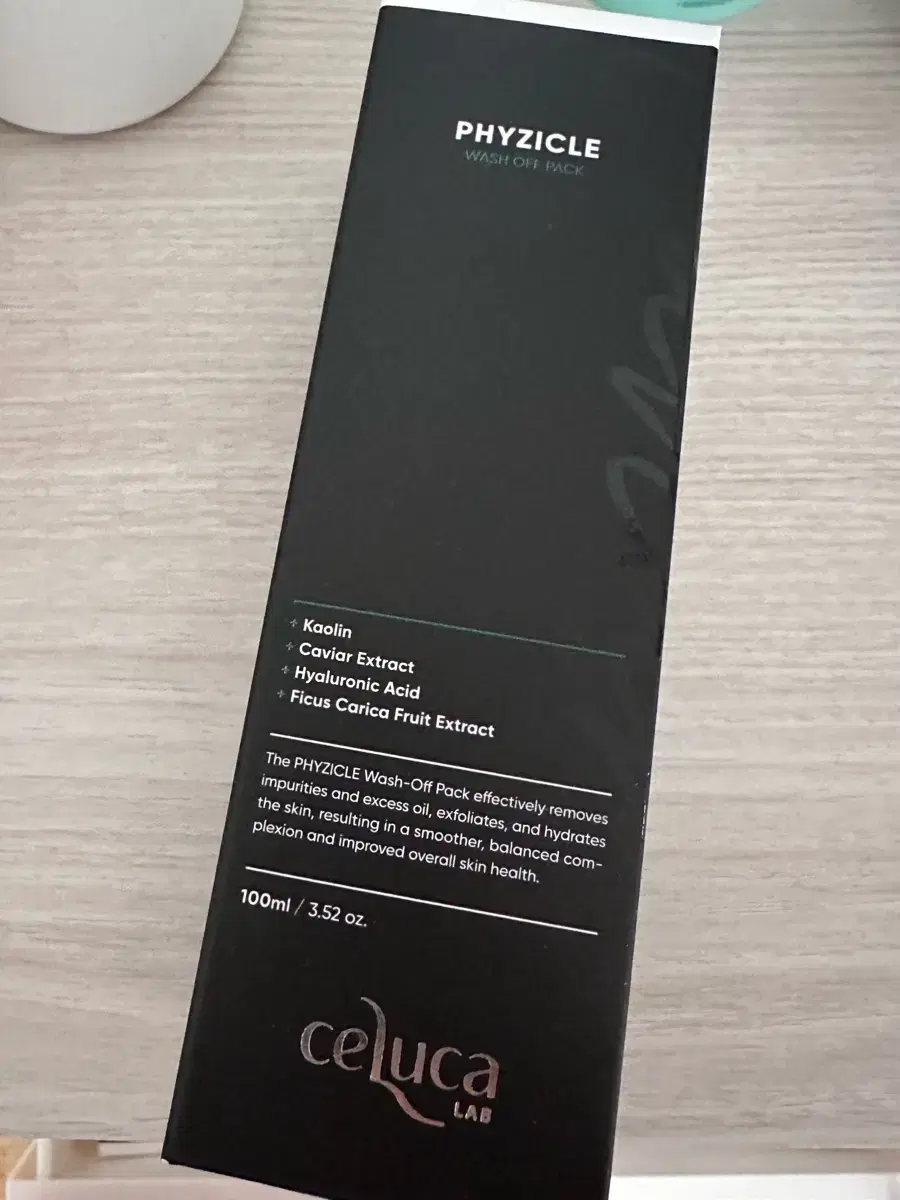 PHYZICLE
WASH OFF PACK
+ Kaolin
+ Caviar Extract
+ Hyaluronic Acid
+ Ficus Carica Fruit Extract
The PHYZICLE Wash-Off Pack effectively removes
impurities and excess oil, exfoliates, and hydrates
the skin, resulting in a smoother, balanced com-
plexion and improved overall skin health.
100ml / 3.52 oz.
celuca
LAB